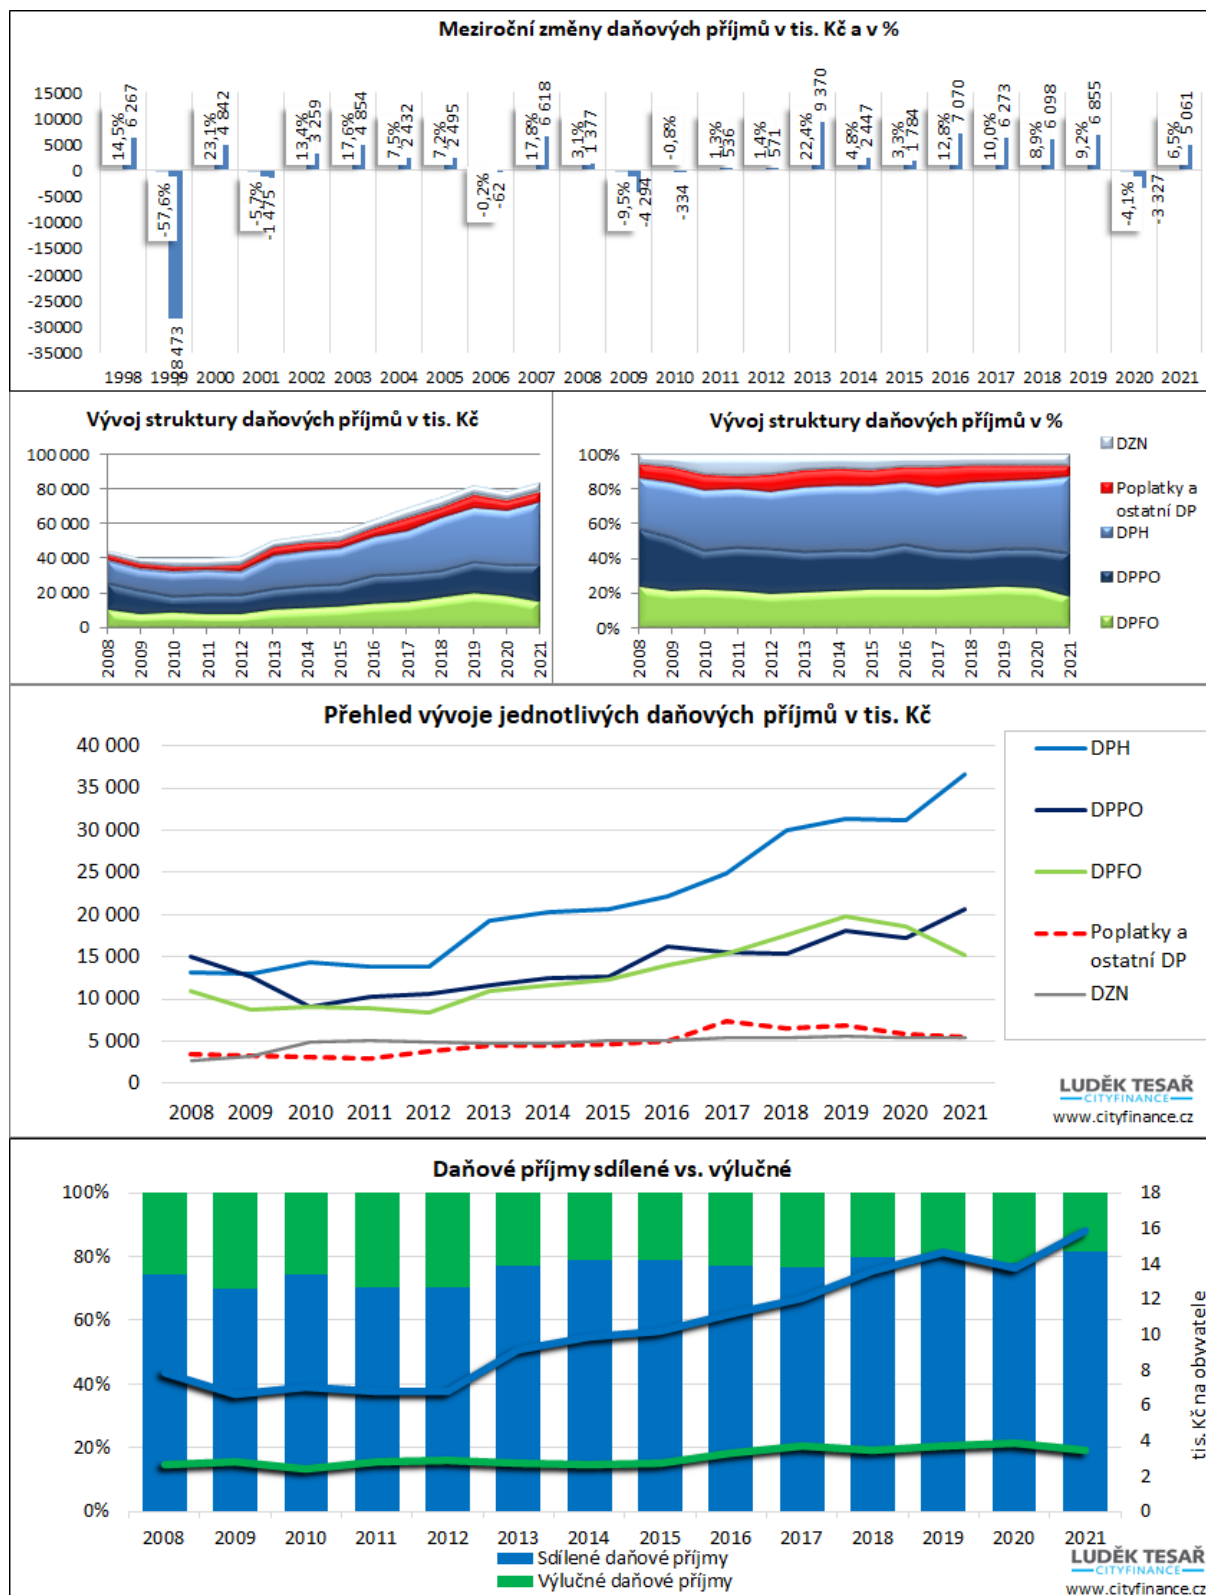 Meziroční změny daňových příjmů v tis. Kč a v %
15000
10000
5000
0
-5000
-10000
-15000
-20000
-25000
-30000
-35000
14,5% 6 267
-57,6%
23,1% 4 842
-5,7% -1 475
13,4% 3 259
17,6% 4 854
7,5% 2 432
7,2% 2 495
-0,2% -62
17,8% 6 618
3,1% 1 377
-9,5% -4 294
-0,8% -334
1,3% 536
1,4% 571
22,4% 9 370
4,8% 2 447
3,3% 1 784
12,8% 7 070
10,0% 6 273
8,9% 6 098
9,2% 6 855
-4,1% -3 327
6,5% 5 061
1998 1999 2000 2001 2002 2003 2004 2005 2006 2007 2008 2009 2010 2011 2012 2013 2014 2015 2016 2017 2018 2019 2020 2021
Vývoj struktury daňových příjmů v tis. Kč
100 000
80 000
60 000
40 000
20 000
0
2008 2009 2010 2011 2012 2013 2014 2015 2016 2017 2018 2019 2020 2021
Vývoj struktury daňových příjmů v %
100%
80%
60%
40%
20%
0%
2008 2009 2010 2011 2012 2013 2014 2015 2016 2017 2018 2019 2020 2021
DZN
Poplatky a
ostatní DP
DPH
DPPO
DPFO
Přehled vývoje jednotlivých daňových příjmů v tis. Kč
40 000
35 000
30 000
25 000
20 000
15 000
10 000
5 000
0
2008 2009 2010 2011 2012 2013 2014 2015 2016 2017 2018 2019 2020 2021
DPH
DPPO
DPFO
Poplatky a
ostatní DP
DZN
LUDĚK TESAŘ
CITYFINANCE
www.cityfinance.cz
Daňové příjmy sdílené vs. výlučné
100%
80%
60%
40%
20%
0%
18
16
14
12
10
8
6
4
2
0
tis. Kč na obyvatele
2008 2009 2010 2011 2012 2013 2014 2015 2016 2017 2018 2019 2020 2021
Sdílené daňové příjmy
Výlučné daňové příjmy
LUDĚK TESAŘ
CITYFINANCE
www.cityfinance.cz